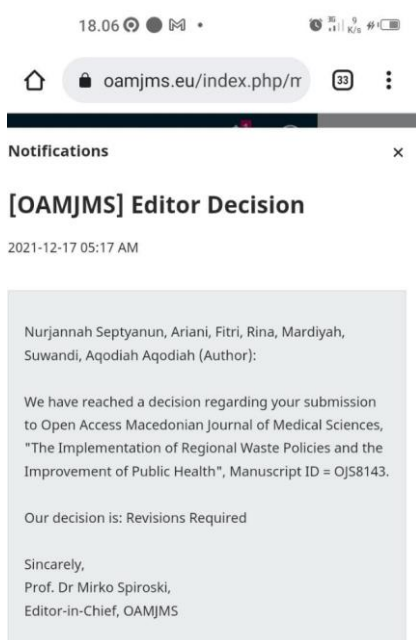 18.06
3G
9
K/s
oamjms.eu/index.php/m
33
Notifications
×
[OAMJMS] Editor Decision
2021-12-17 05:17 AM
Nurjannah Septyanun, Ariani, Fitri, Rina, Mardiyah,
Suwandi, Aqodiah Aqodiah (Author):
We have reached a decision regarding your submission
to Open Access Macedonian Journal of Medical Sciences,
"The Implementation of Regional Waste Policies and the
Improvement of Public Health", Manuscript ID = OJS8143.
Our decision is: Revisions Required
Sincarely,
Prof. Dr Mirko Spiroski,
Editor-in-Chief, OAMJMS